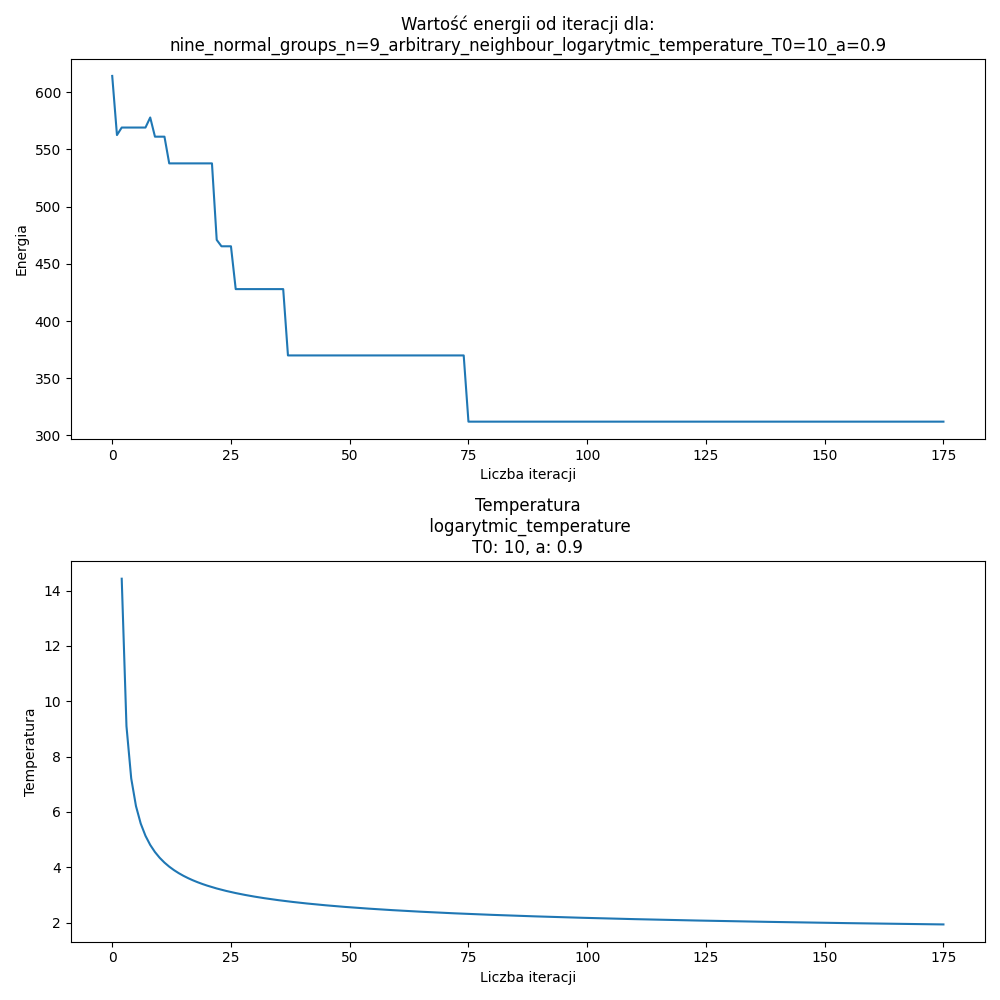 Wartość energii od iteracji dla:
nine_normal_groups_n=9_arbitrary_neighbour_logarytmic_temperature_T0=10_a=0.9
600
550
500
450
400
350
300
Energia
0 25 50 75 100 125 150 175
Liczba iteracji
Temperatura
logarytmic_temperature
T0: 10, a: 0.9
14
12
10
8
6
4
2
Temperatura
0 25 50 75 100 125 150 175
Liczba iteracji